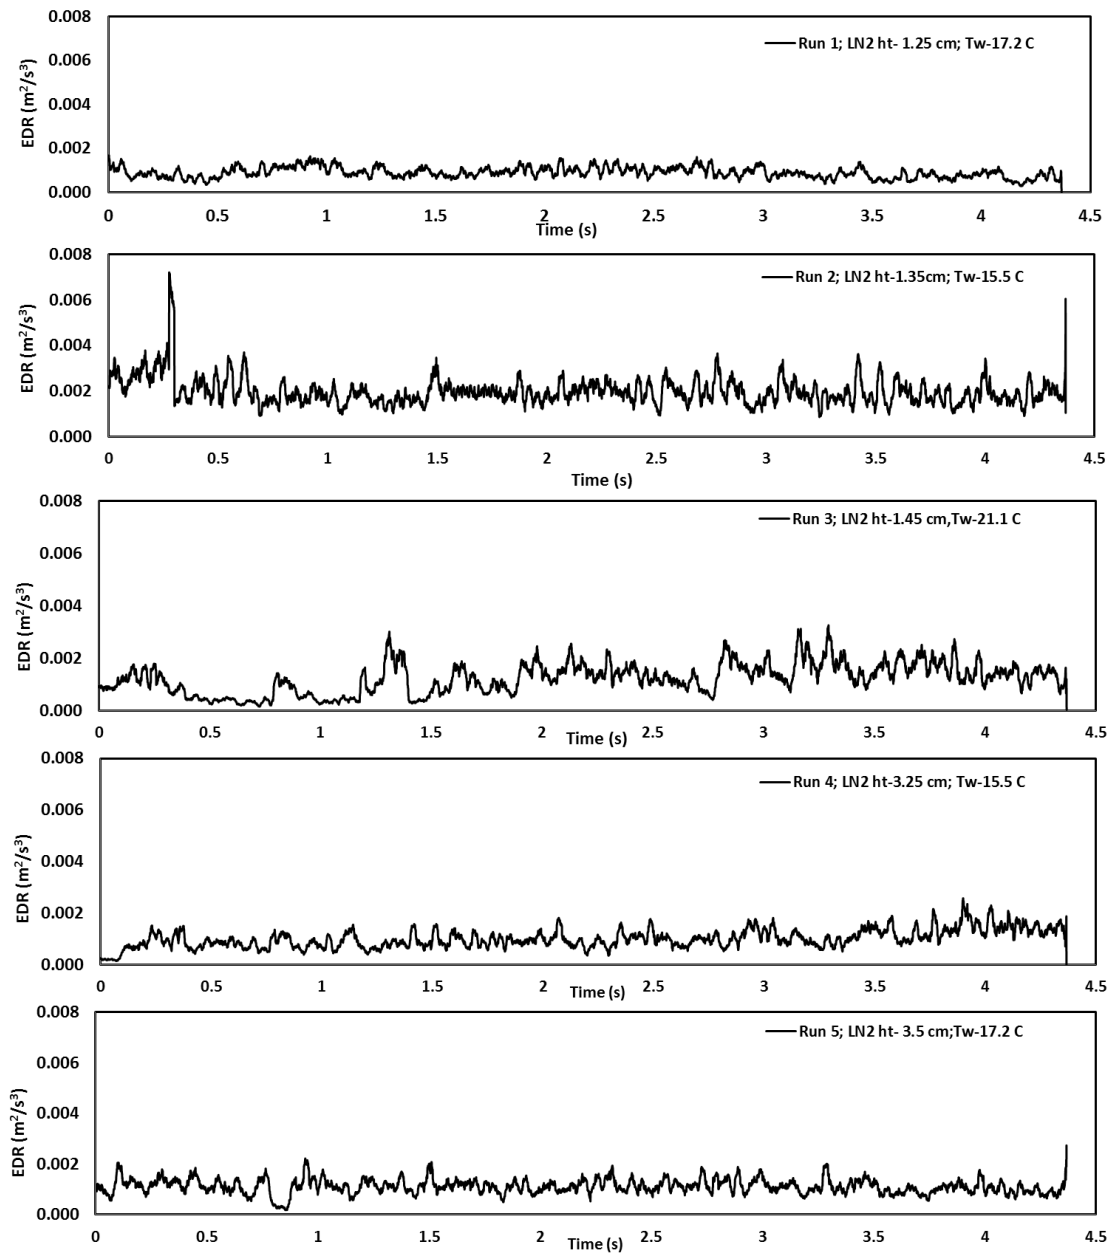 0.008
Run 1; LN2 ht- 1.25 cm; Tw-17.2 C
0.006
EDR (m²/s³)
0.004
0.002
0.000
0 0.5 1 1.5 2 2.5 3 3.5 4 4.5
Time (s)
0.008
Run 2; LN2 ht-1.35cm; Tw-15.5 C
0.006
EDR (m²/s³)
0.004
0.002
0.000
0 0.5 1 1.5 2 2.5 3 3.5 4 4.5
Time (s)
0.008
Run 3; LN2 ht-1.45 cm,Tw-21.1 C
0.006
EDR (m²/s³)
0.004
0.002
0.000
0 0.5 1 1.5 2 2.5 3 3.5 4 4.5
Time (s)
0.008
Run 4; LN2 ht-3.25 cm; Tw-15.5 C
0.006
EDR (m²/s³)
0.004
0.002
0.000
0 0.5 1 1.5 2 2.5 3 3.5 4 4.5
Time (s)
0.008
Run 5; LN2 ht- 3.5 cm;Tw-17.2 C
0.006
EDR (m²/s³)
0.004
0.002
0.000
0 0.5 1 1.5 2 2.5 3 3.5 4 4.5
Time (s)